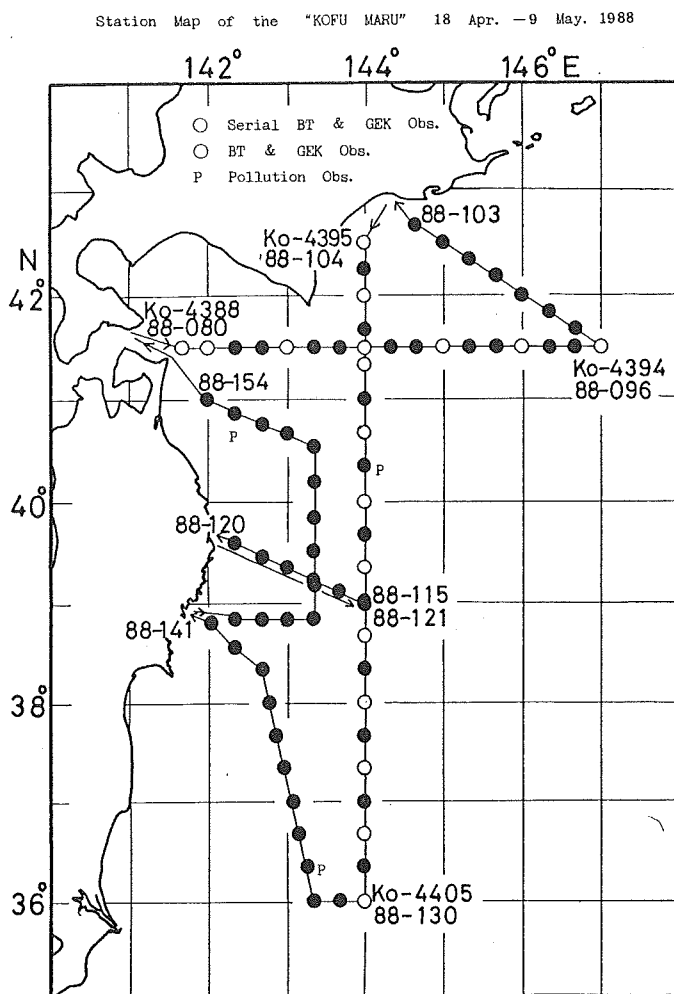 Station Map of the "KOFU MARU" 18 Apr. —9 May. 1988
142° 144° 146°E
○ Serial BT & GEK Obs.
○ BT & GEK Obs.
P Pollution Obs.
88-103
Ko-4395
88-104
N
42°
Ko-4388
88-080
Ko-4394
88-096
88-154
P
P
40°
88-120
88-115
88-121
88-141
38°
P
36°
Ko-4405
88-130